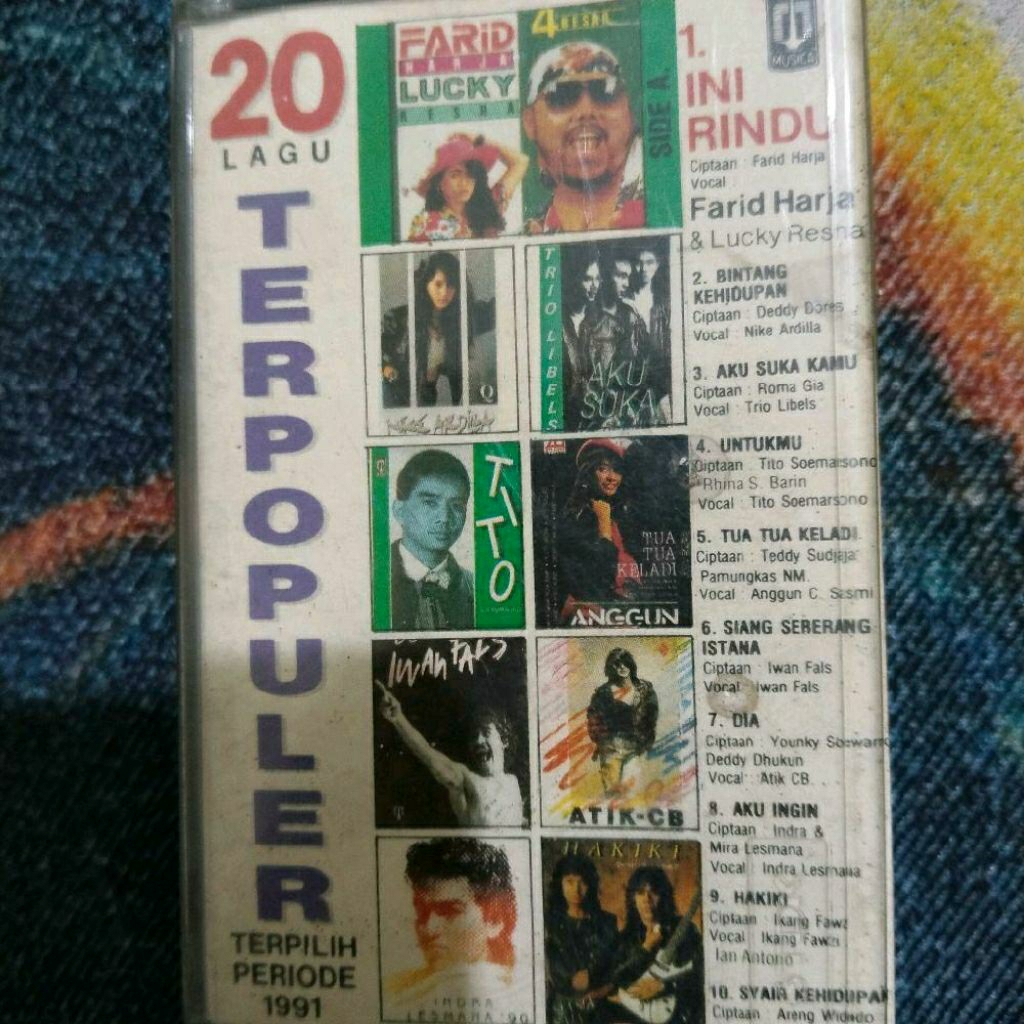 20
LAGU
TERPOPULER
TERPILIH
PERIODE
1991
FARID
HARJA
LUCKY
RESNA
4 BESAR
SIDE A
MUSICA
TRIO LIBELS
AKU
SUKA
TITO
TUA
TUA
KELADI
ANGGUN
IWAN FALS
ATIK-CB
INDRA
LESMANA '90
HAKIKI
1.
INI
RINDU
Ciptaan : Farid Harja
Vocal :
Farid Harja
& Lucky Resna
2. BINTANG
KEHIDUPAN
Ciptaan : Deddy Dores
Vocal : Nike Ardilla
3. AKU SUKA KAMU
Ciptaan : Roma Gia
Vocal : Trio Libels
4. UNTUKMU
Ciptaan : Tito Soemarsono
Rhina S. Barin
Vocal : Tito Soemarsono
5. TUA TUA KELADI
Ciptaan : Teddy Sudjaja
Pamungkas NM.
Vocal : Anggun C. Sasmi
6. SIANG SEBERANG
ISTANA
Ciptaan : Iwan Fals
Vocal : Iwan Fals
7. DIA
Ciptaan : Younky Soewarno
Deddy Dhukun
Vocal : Atik CB.
8. AKU INGIN
Ciptaan : Indra &
Mira Lesmana
Vocal : Indra Lesmana
9. HAKIKI
Ciptaan : Ikang Fawzi
Vocal : Ikang Fawzi
Ian Antono
10. SYAIR KEHIDUPAN
Ciptaan : Areng Widodo